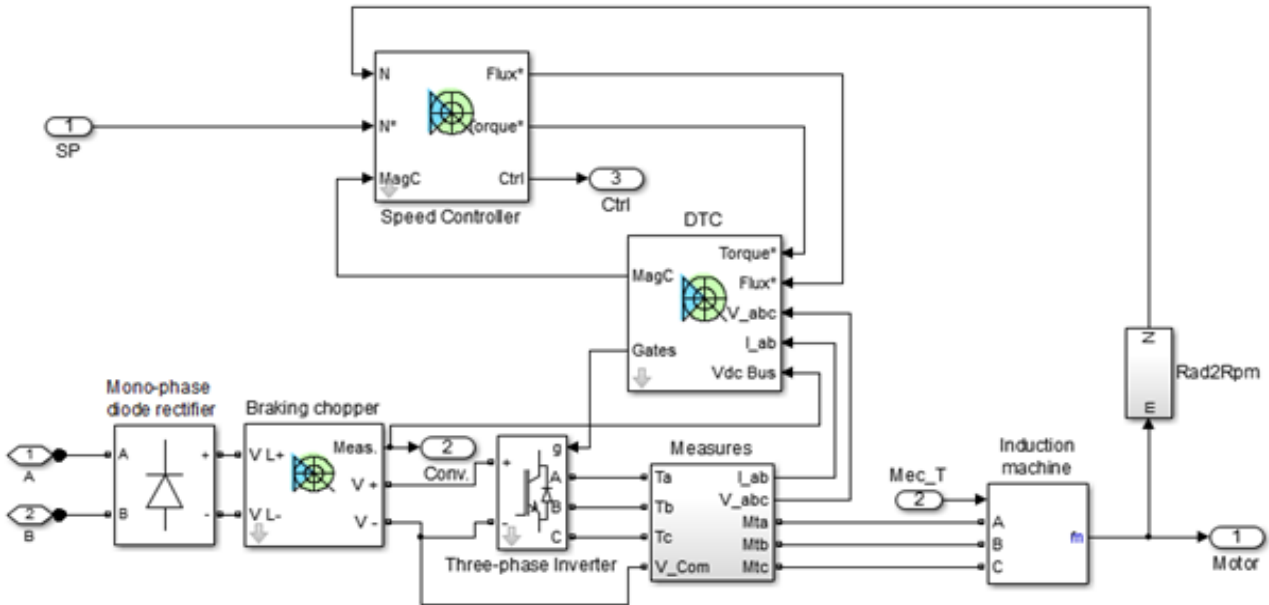 N
Flux*
1
SP
N*
Torque*
MagC
Ctrl
3
Ctrl
Speed Controller
DTC
Torque*
MagC
Flux*
V_abc
I_ab
Gates
Vdc Bus
N
Rad2Rpm
m
Mono-phase
diode rectifier
Braking chopper
1
A
A
+
V L+
Meas.
2
Conv.
V +
2
B
B
-
V L-
V -
g
+
A
B
-
C
Three-phase Inverter
Measures
Ta
I_ab
Tb
V_abc
Mta
Tc
Mtb
V_Com
Mtc
Mec_T
2
Induction
machine
A
B
C
m
1
Motor